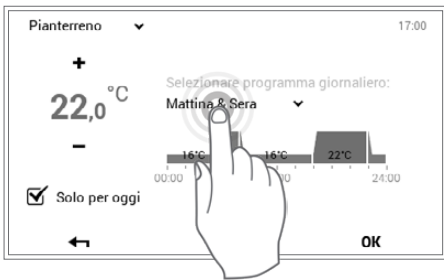 Pianterreno
17:00
+
Selezionare programma giornaliero:
22,0°C
Mattina & Sera
−
16°C 16°C 22°C
00:00 :00 24:00
Solo per oggi
OK